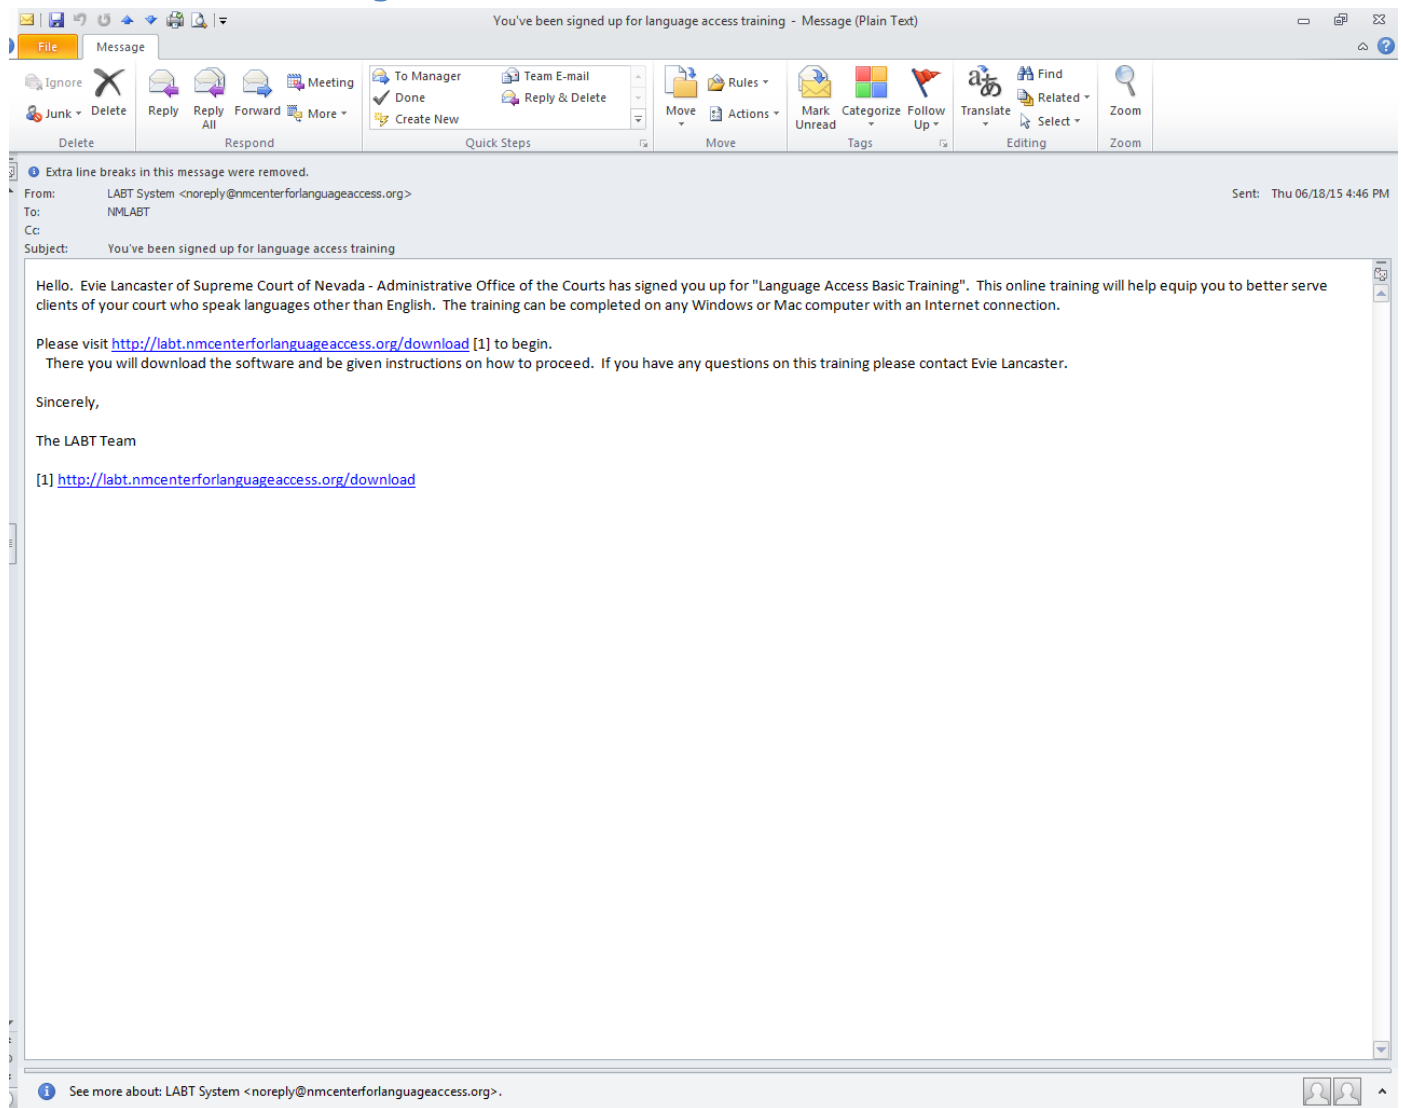 You've been signed up for language access training - Message (Plain Text)
File Message
Ignore Delete Reply Reply All Forward Meeting To Manager Team E-mail Move Rules Mark Unread Categorize Follow Up Translate Find Zoom
Junk More Done Reply & Delete Actions Related
Create New Select
Delete Respond Quick Steps Move Tags Editing Zoom
Extra line breaks in this message were removed.
From: LABT System <noreply@nmcenterforlanguageaccess.org> Sent: Thu 06/18/15 4:46 PM
To: NMLABT
Cc:
Subject: You've been signed up for language access training
Hello. Evie Lancaster of Supreme Court of Nevada - Administrative Office of the Courts has signed you up for "Language Access Basic Training". This online training will help equip you to better serve
clients of your court who speak languages other than English. The training can be completed on any Windows or Mac computer with an Internet connection.
Please visit http://labt.nmcenterforlanguageaccess.org/download [1] to begin.
There you will download the software and be given instructions on how to proceed. If you have any questions on this training please contact Evie Lancaster.
Sincerely,
The LABT Team
[1] http://labt.nmcenterforlanguageaccess.org/download
See more about: LABT System <noreply@nmcenterforlanguageaccess.org>.